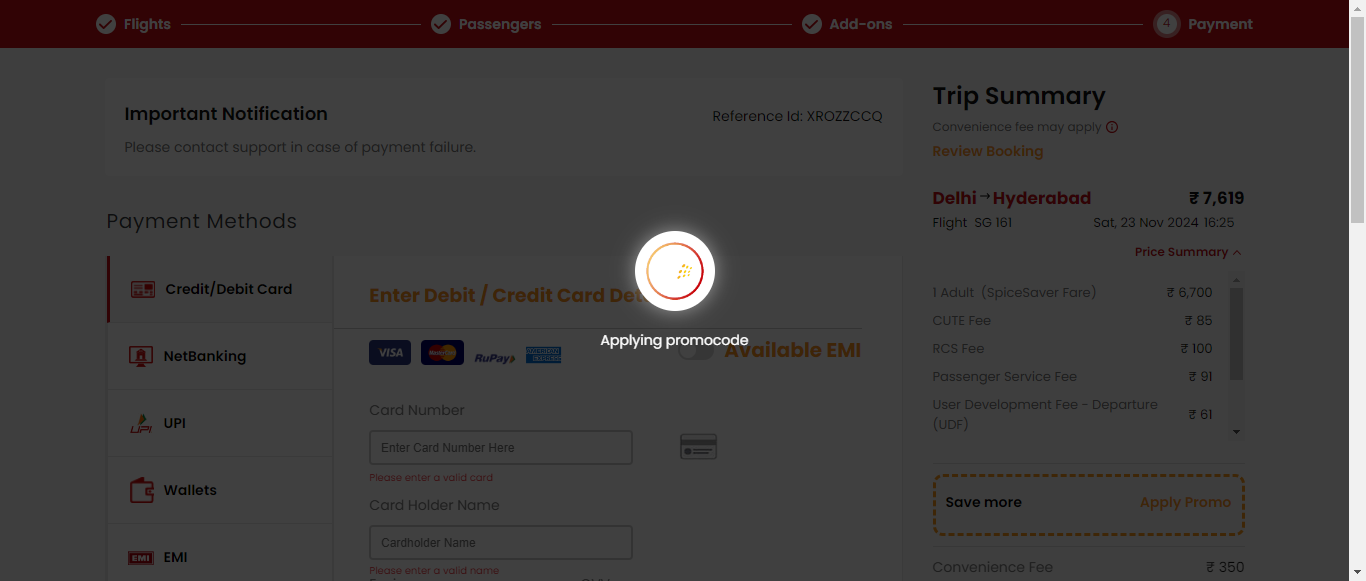 Flights
Passengers
Add-ons
4 Payment
Important Notification
Reference Id: XROZZCCQ
Please contact support in case of payment failure.
Payment Methods
Credit/Debit Card
NetBanking
UPI
UPI
Wallets
EMI
EMI
Enter Debit / Credit Card Det
Applying promocode
VISA
MasterCard
RuPay
AMERICAN EXPRESS
Available EMI
Card Number
Enter Card Number Here
Please enter a valid card
Card Holder Name
Cardholder Name
Please enter a valid name
Trip Summary
Convenience fee may apply
Review Booking
Delhi → Hyderabad ₹ 7,619
Flight SG 161 Sat, 23 Nov 2024 16:25
Price Summary
1 Adult (SpiceSaver Fare) ₹ 6,700
CUTE Fee ₹ 85
RCS Fee ₹ 100
Passenger Service Fee ₹ 91
User Development Fee - Departure
(UDF) ₹ 61
Save more Apply Promo
Convenience Fee ₹ 350